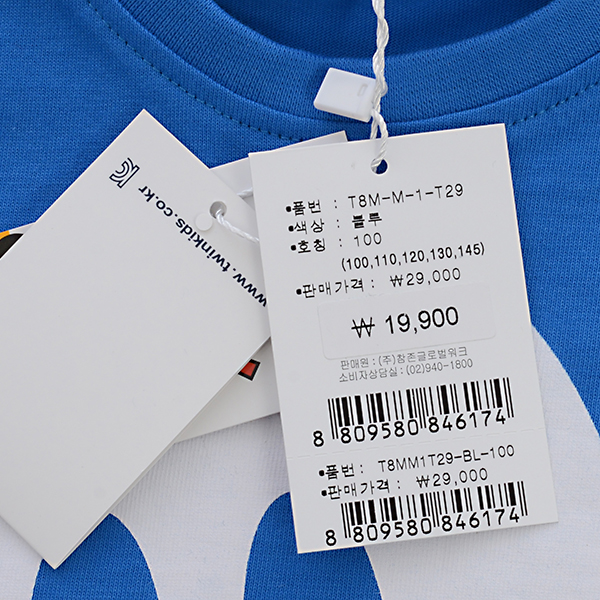 www.twinkids.co.kr
•품번 : T8M-M-1-T29
•색상 : 블루
•호칭 : 100
(100,110,120,130,145)
•판매가격 : ₩29,000
₩ 19,900
판매원 : (주)참존글로벌워크
소비자상담실 : (02)940-1800
8 809580 846174
•품번: T8MM1T29-BL-100
•판매가격 : ₩29,000
8 809580 846174